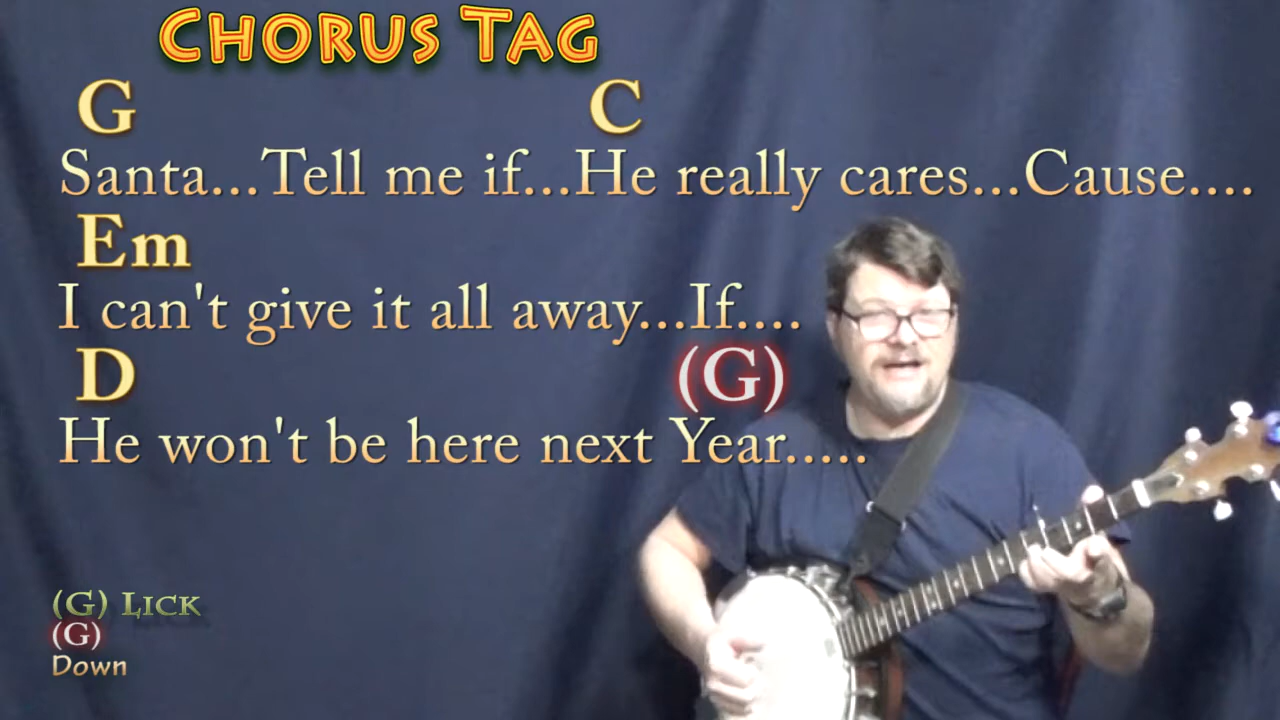 CHORUS TAG
G C
Santa...Tell me if...He really cares...Cause....
Em
I can't give it all away...If....
D (G)
He won't be here next Year.....
(G) LICK
(G)
Down